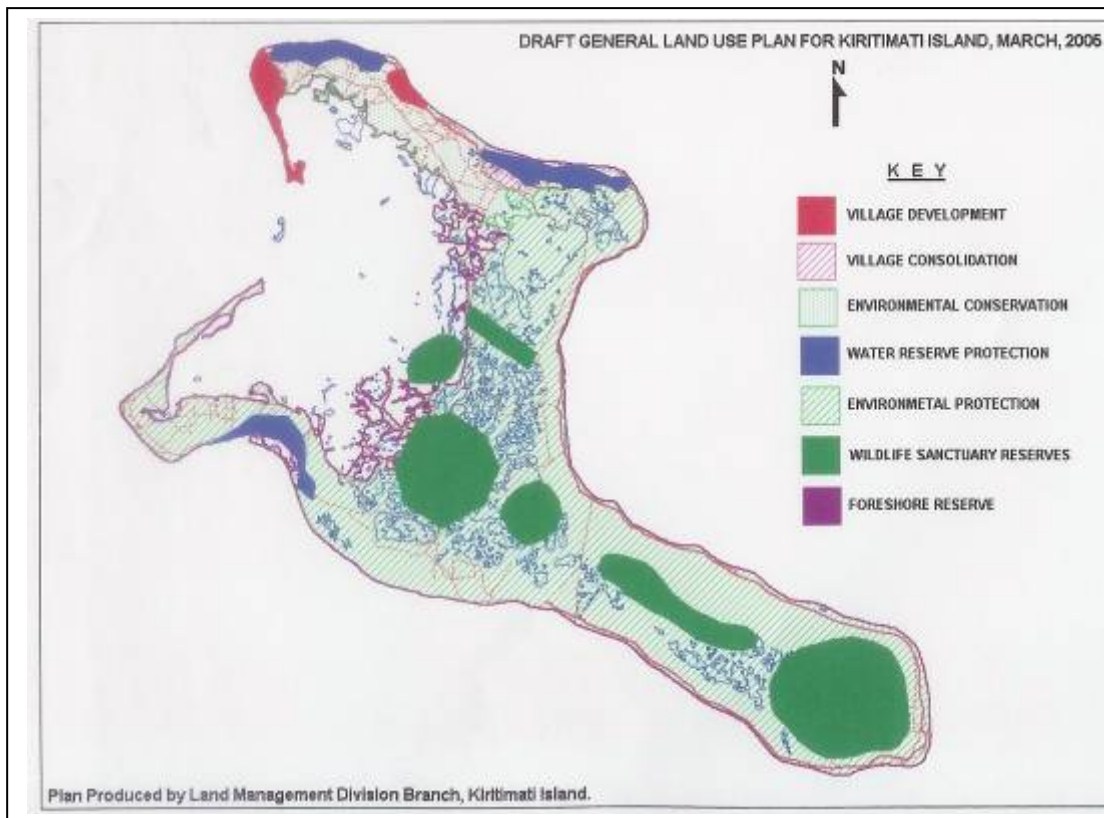 DRAFT GENERAL LAND USE PLAN FOR KIRITIMATI ISLAND, MARCH, 2005
N
KEY
VILLAGE DEVELOPMENT
VILLAGE CONSOLIDATION
ENVIRONMENTAL CONSERVATION
WATER RESERVE PROTECTION
ENVIRONMETAL PROTECTION
WILDLIFE SANCTUARY RESERVES
FORESHORE RESERVE
Plan Produced by Land Management Division Branch, Kiritimati Island.